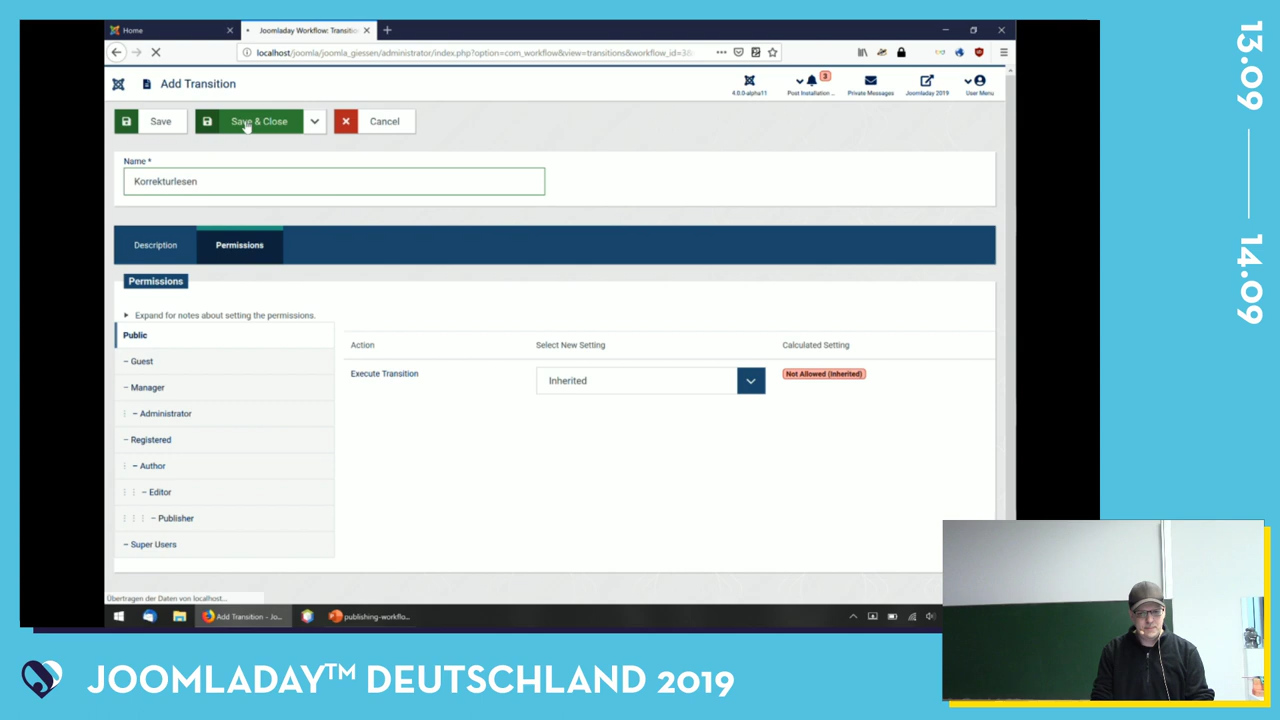 Home
Joomladay Workflow: Transitio
localhost/joomla/joomla_giessen/administrator/index.php?option=com_workflow&view=transitions&workflow_id=3&
Add Transition
3
4.0.0-alpha11
Post Installation ...
Private Messages
Joomladay 2019
User Menu
Save
Save & Close
Cancel
Name *
Korrekturlesen
Description
Permissions
Permissions
Expand for notes about setting the permissions.
Public
– Guest
– Manager
– Administrator
– Registered
– Author
– Editor
– Publisher
– Super Users
Action
Select New Setting
Calculated Setting
Execute Transition
Inherited
Not Allowed (Inherited)
Übertragen der Daten von localhost...
Add Transition - Jo...
publishing-workflo...
13.09
14.09
JOOMLADAY™ DEUTSCHLAND 2019